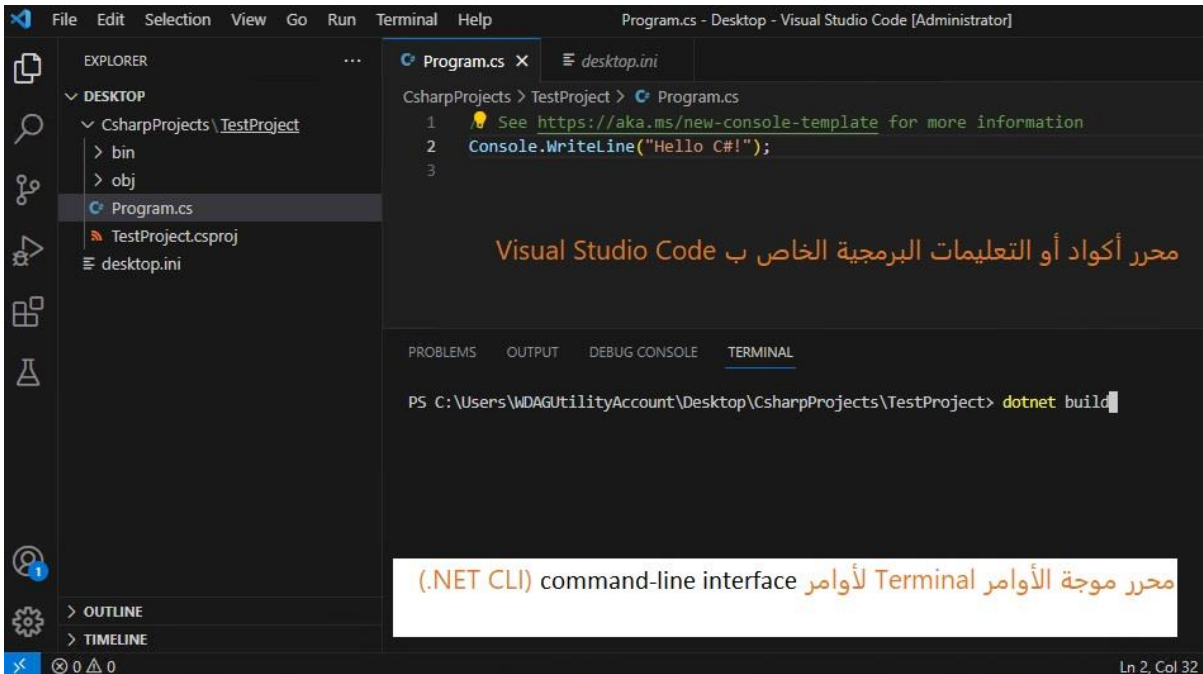 File Edit Selection View Go Run Terminal Help Program.cs - Desktop - Visual Studio Code [Administrator]
EXPLORER ...
DESKTOP
CsharpProjects\TestProject
bin
obj
Program.cs
TestProject.csproj
desktop.ini
OUTLINE
TIMELINE
Program.cs desktop.ini
CsharpProjects > TestProject > Program.cs
1 See https://aka.ms/new-console-template for more information
2 Console.WriteLine("Hello C#!");
3
محرر أكواد أو التعليمات البرمجية الخاص ب Visual Studio Code
PROBLEMS OUTPUT DEBUG CONSOLE TERMINAL
PS C:\Users\WDAGUtilityAccount\Desktop\CsharpProjects\TestProject> dotnet build
محرر موجة الأوامر Terminal لأوامر command-line interface (.NET CLI)
1
0 0
Ln 2, Col 32